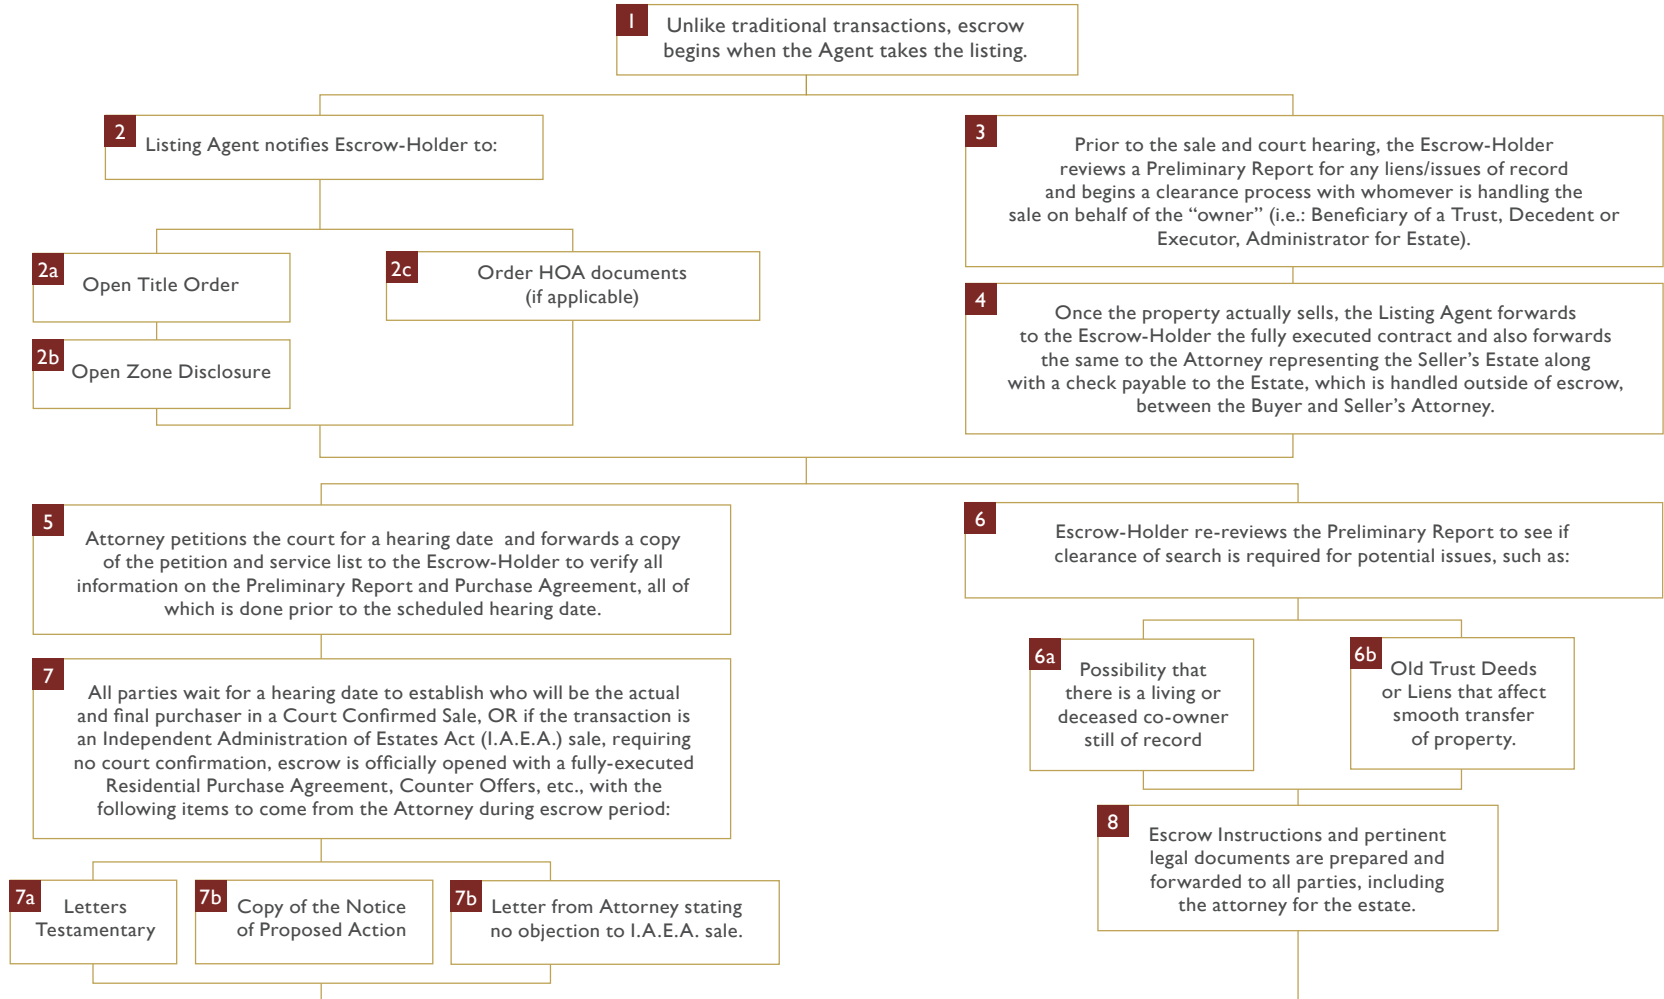 1
Unlike traditional transactions, escrow
begins when the Agent takes the listing.
2
Listing Agent notifies Escrow-Holder to:
3
Prior to the sale and court hearing, the Escrow-Holder
reviews a Preliminary Report for any liens/issues of record
and begins a clearance process with whomever is handling the
sale on behalf of the “owner” (i.e.: Beneficiary of a Trust, Decedent or
Executor, Administrator for Estate).
2a
Open Title Order
2c
Order HOA documents
(if applicable)
2b
Open Zone Disclosure
4
Once the property actually sells, the Listing Agent forwards
to the Escrow-Holder the fully executed contract and also forwards
the same to the Attorney representing the Seller’s Estate along
with a check payable to the Estate, which is handled outside of escrow,
between the Buyer and Seller’s Attorney.
5
Attorney petitions the court for a hearing date and forwards a copy
of the petition and service list to the Escrow-Holder to verify all
information on the Preliminary Report and Purchase Agreement, all of
which is done prior to the scheduled hearing date.
6
Escrow-Holder re-reviews the Preliminary Report to see if
clearance of search is required for potential issues, such as:
6a
Possibility that
there is a living or
deceased co-owner
still of record
6b
Old Trust Deeds
or Liens that affect
smooth transfer
of property.
7
All parties wait for a hearing date to establish who will be the actual
and final purchaser in a Court Confirmed Sale, OR if the transaction is
an Independent Administration of Estates Act (I.A.E.A.) sale, requiring
no court confirmation, escrow is officially opened with a fully-executed
Residential Purchase Agreement, Counter Offers, etc., with the
following items to come from the Attorney during escrow period:
8
Escrow Instructions and pertinent
legal documents are prepared and
forwarded to all parties, including
the attorney for the estate.
7a
Letters
Testamentary
7b
Copy of the Notice
of Proposed Action
7b
Letter from Attorney stating
no objection to I.A.E.A. sale.